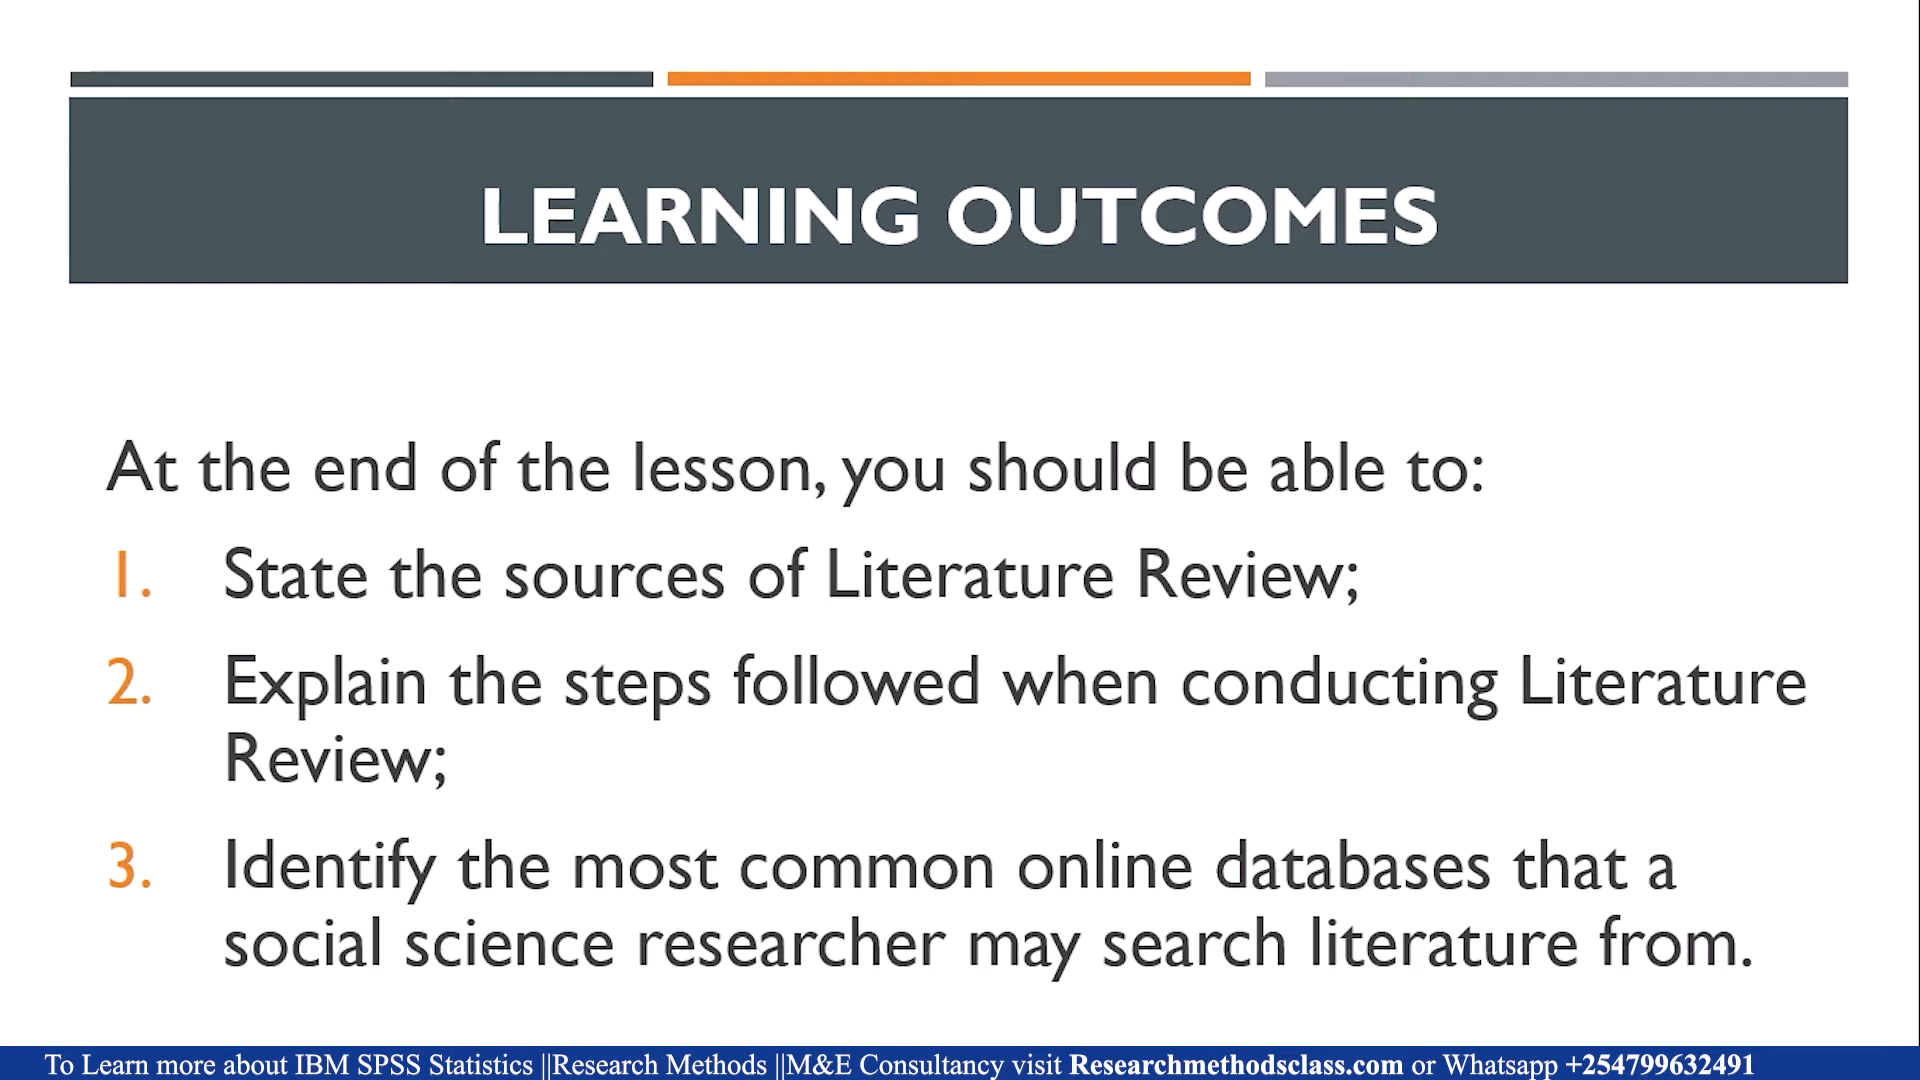 LEARNING OUTCOMES
At the end of the lesson, you should be able to:
1. State the sources of Literature Review;
2. Explain the steps followed when conducting Literature
Review;
3. Identify the most common online databases that a
social science researcher may search literature from.
To Learn more about IBM SPSS Statistics ||Research Methods ||M&E Consultancy visit Researchmethodsclass.com or Whatsapp +254799632491